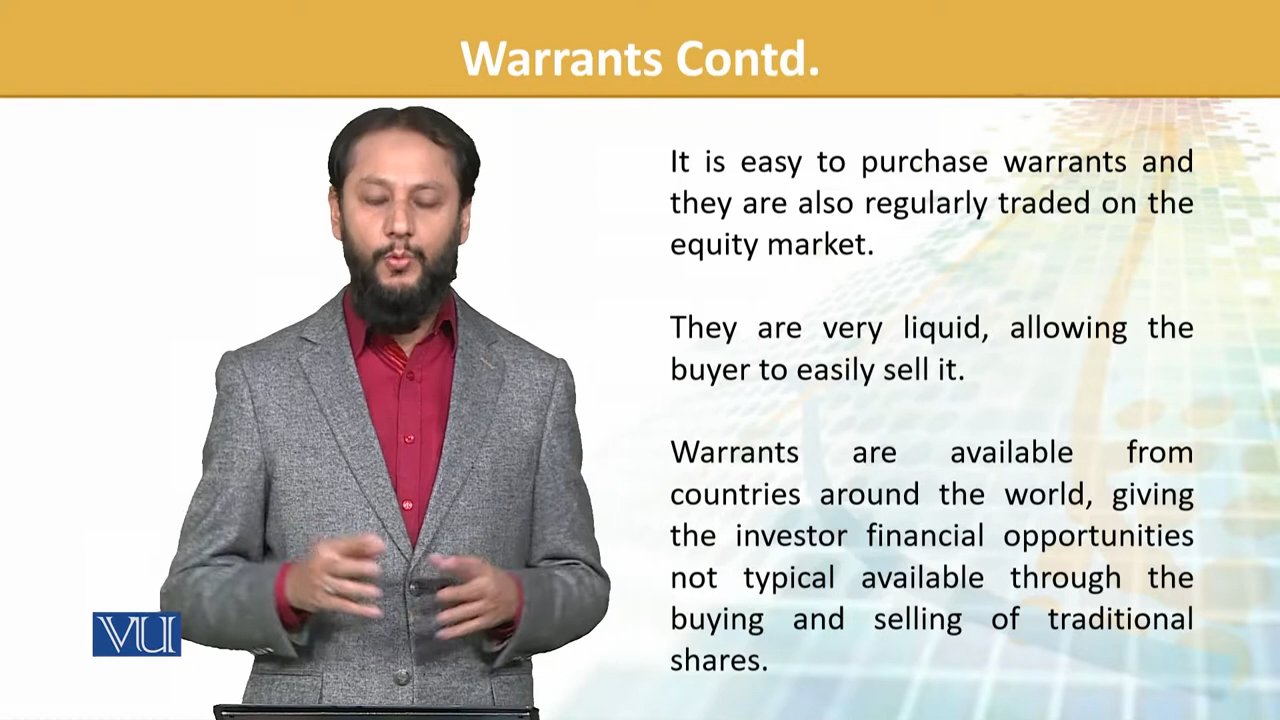 Warrants Contd.
It is easy to purchase warrants and
they are also regularly traded on the
equity market.
They are very liquid, allowing the
buyer to easily sell it.
Warrants are available from
countries around the world, giving
the investor financial opportunities
not typical available through the
buying and selling of traditional
shares.
VU